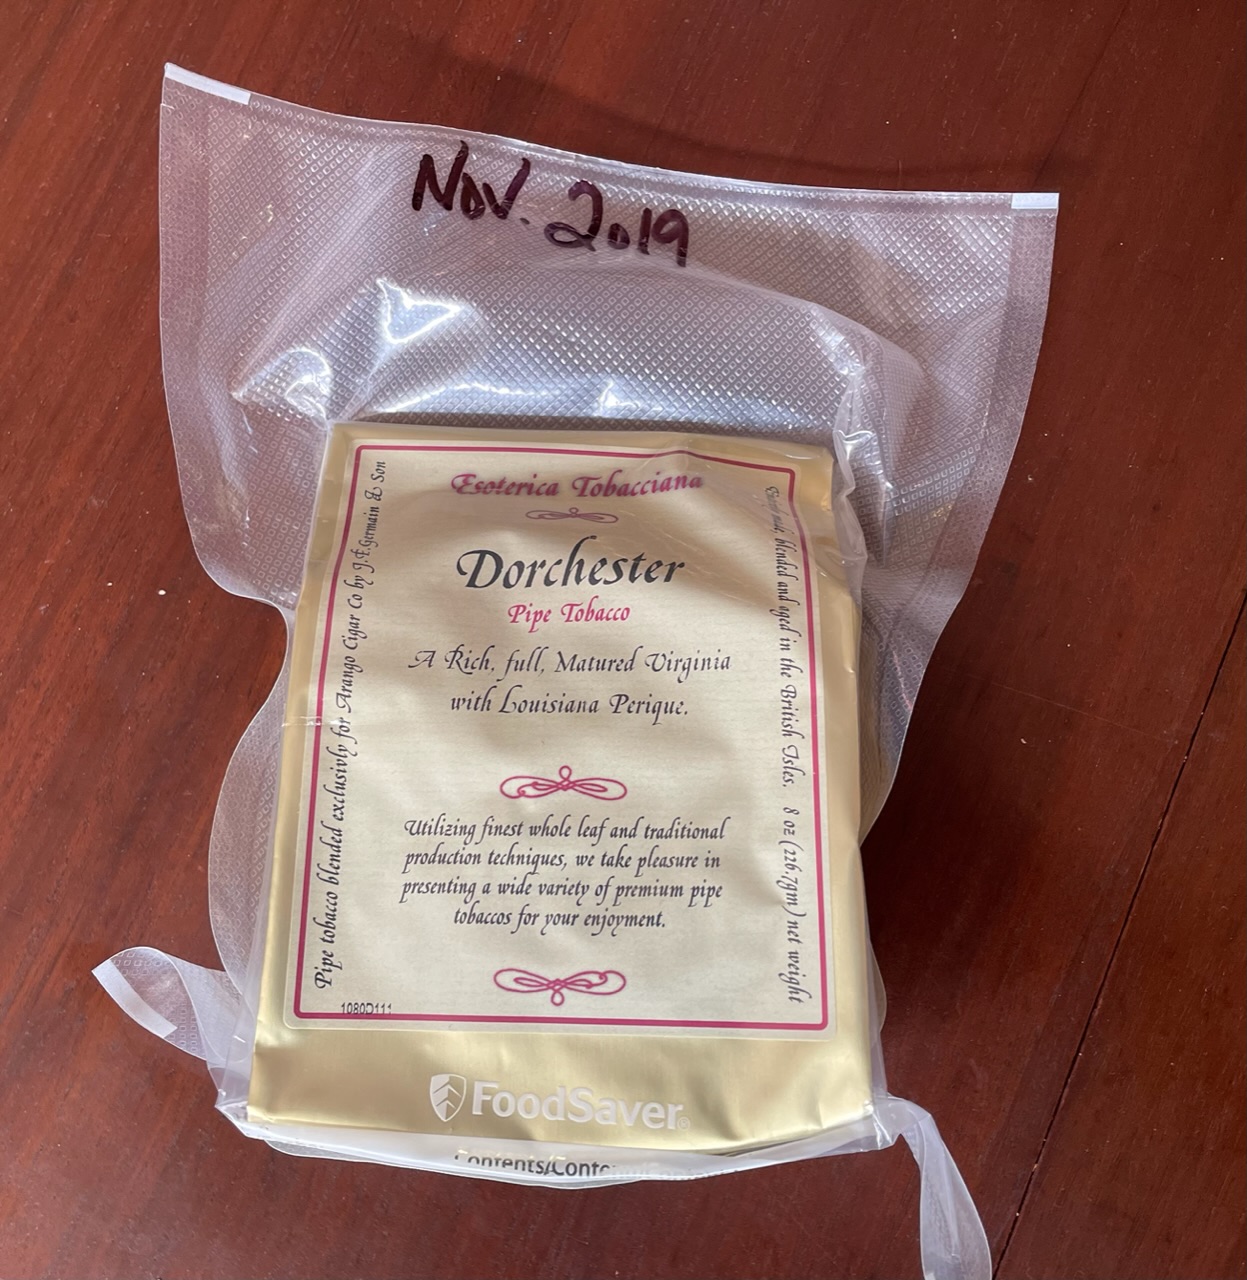 Nov. 2019
Esoterica Tobacciana
Dorchester
Pipe Tobacco
A Rich, full, Matured Virginia
with Louisiana Perique.
Utilizing finest whole leaf and traditional
production techniques, we take pleasure in
presenting a wide variety of premium pipe
tobaccos for your enjoyment.
Pipe tobacco blended exclusivly for Arango Cigar Co by J.F.Germain & Son
blended and aged in the British Isles. 8 oz (226.7gm) net weight
1080D111
FoodSaver